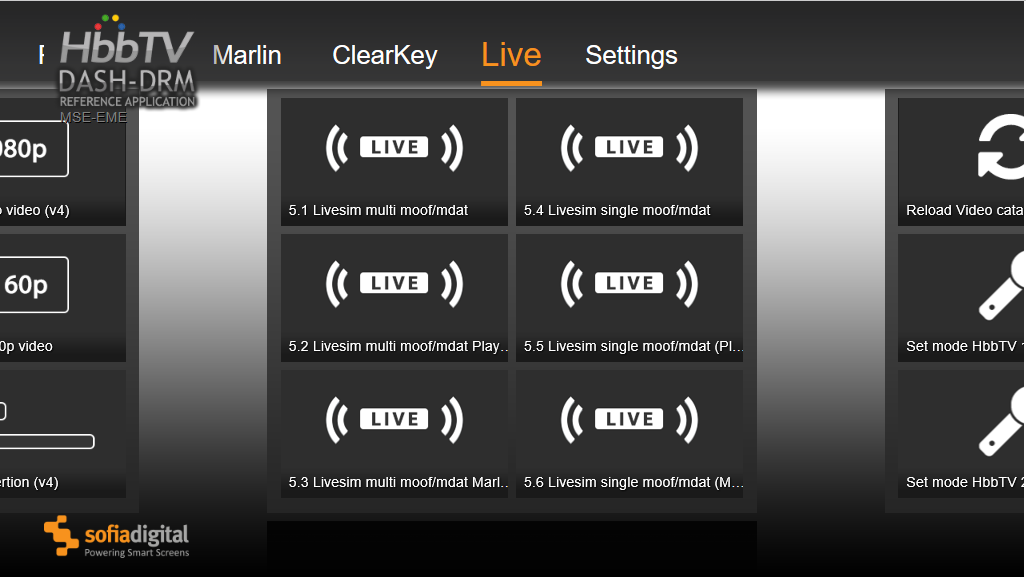 HbbTV
DASH-DRM
REFERENCE APPLICATION
MSE-EME
Marlin
ClearKey
Live
Settings
080p
LIVE
LIVE
o video (v4)
5.1 Livesim multi moof/mdat
5.4 Livesim single moof/mdat
Reload Video cata
60p
LIVE
LIVE
0p video
5.2 Livesim multi moof/mdat Play...
5.5 Livesim single moof/mdat (Pl...
Set mode HbbTV 1
LIVE
LIVE
ertion (v4)
5.3 Livesim multi moof/mdat Marl...
5.6 Livesim single moof/mdat (M...
Set mode HbbTV 2
sofiadigital
Powering Smart Screens